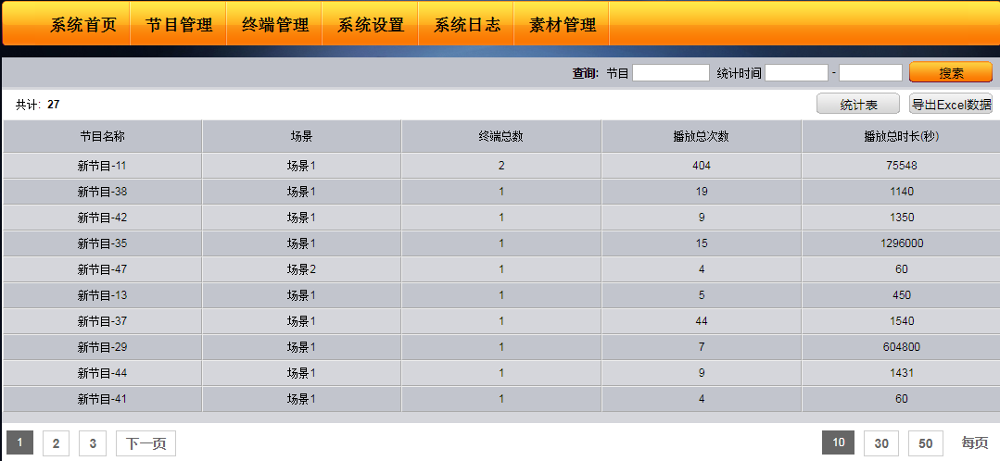 系统首页 节目管理 终端管理 系统设置 系统日志 素材管理
查询: 节目 统计时间 - 搜索
共计: 27 统计表 导出Excel数据
节目名称 场景 终端总数 播放总次数 播放总时长(秒)
新节目-11 场景1 2 404 75548
新节目-38 场景1 1 19 1140
新节目-42 场景1 1 9 1350
新节目-35 场景1 1 15 1296000
新节目-47 场景2 1 4 60
新节目-13 场景1 1 5 450
新节目-37 场景1 1 44 1540
新节目-29 场景1 1 7 604800
新节目-44 场景1 1 9 1431
新节目-41 场景1 1 4 60
1 2 3 下一页 10 30 50 每页